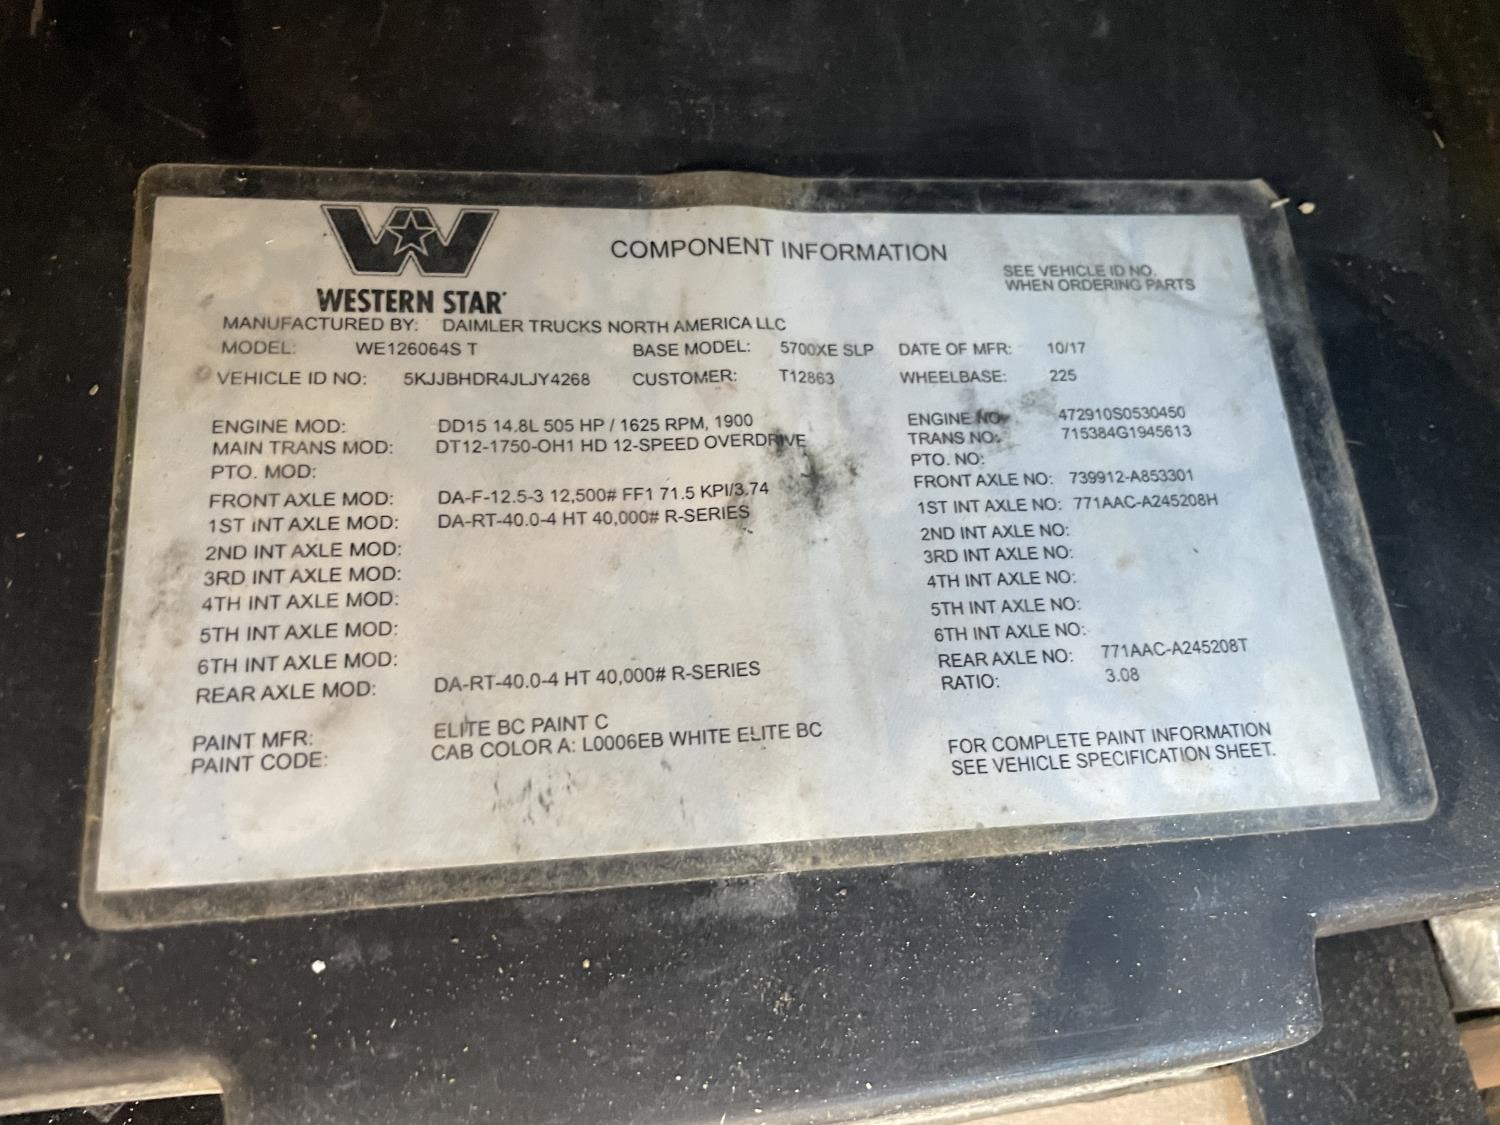 COMPONENT INFORMATION
SEE VEHICLE ID NO.
WHEN ORDERING PARTS
WESTERN STAR
MANUFACTURED BY: DAIMLER TRUCKS NORTH AMERICA LLC
MODEL: WE126064S T BASE MODEL: 5700XE SLP DATE OF MFR: 10/17
VEHICLE ID NO: 5KJJBHDR4JLJY4268 CUSTOMER: T12863 WHEELBASE: 225
ENGINE MOD: DD15 14.8L 505 HP / 1625 RPM, 1900 ENGINE NO: 472910S0530450
MAIN TRANS MOD: DT12-1750-OH1 HD 12-SPEED OVERDRIVE TRANS NO: 715384G1945613
PTO. MOD: PTO. NO:
FRONT AXLE MOD: DA-F-12.5-3 12,500# FF1 71.5 KPI/3.74 FRONT AXLE NO: 739912-A853301
1ST INT AXLE MOD: DA-RT-40.0-4 HT 40,000# R-SERIES 1ST INT AXLE NO: 771AAC-A245208H
2ND INT AXLE MOD: 2ND INT AXLE NO:
3RD INT AXLE MOD: 3RD INT AXLE NO:
4TH INT AXLE MOD: 4TH INT AXLE NO:
5TH INT AXLE MOD: 5TH INT AXLE NO:
6TH INT AXLE MOD: 6TH INT AXLE NO:
REAR AXLE MOD: DA-RT-40.0-4 HT 40,000# R-SERIES REAR AXLE NO: 771AAC-A245208T
RATIO: 3.08
PAINT MFR: ELITE BC PAINT C
PAINT CODE: CAB COLOR A: L0006EB WHITE ELITE BC
FOR COMPLETE PAINT INFORMATION
SEE VEHICLE SPECIFICATION SHEET.